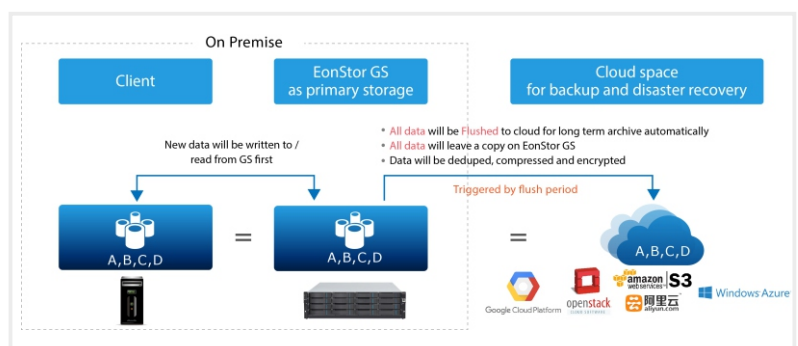 On Premise
Client
EonStor GS
as primary storage
Cloud space
for backup and disaster recovery
New data will be written to /
read from GS first
• All data will be Flushed to cloud for long term archive automatically
• All data will leave a copy on EonStor GS
• Data will be deduped, compressed and encrypted
Triggered by flush period
A,B,C,D
=
A,B,C,D
=
A,B,C,D
Google Cloud Platform
openstack
CLOUD SOFTWARE
amazon
webservices™
S3
阿里云
aliyun.com
Windows Azure